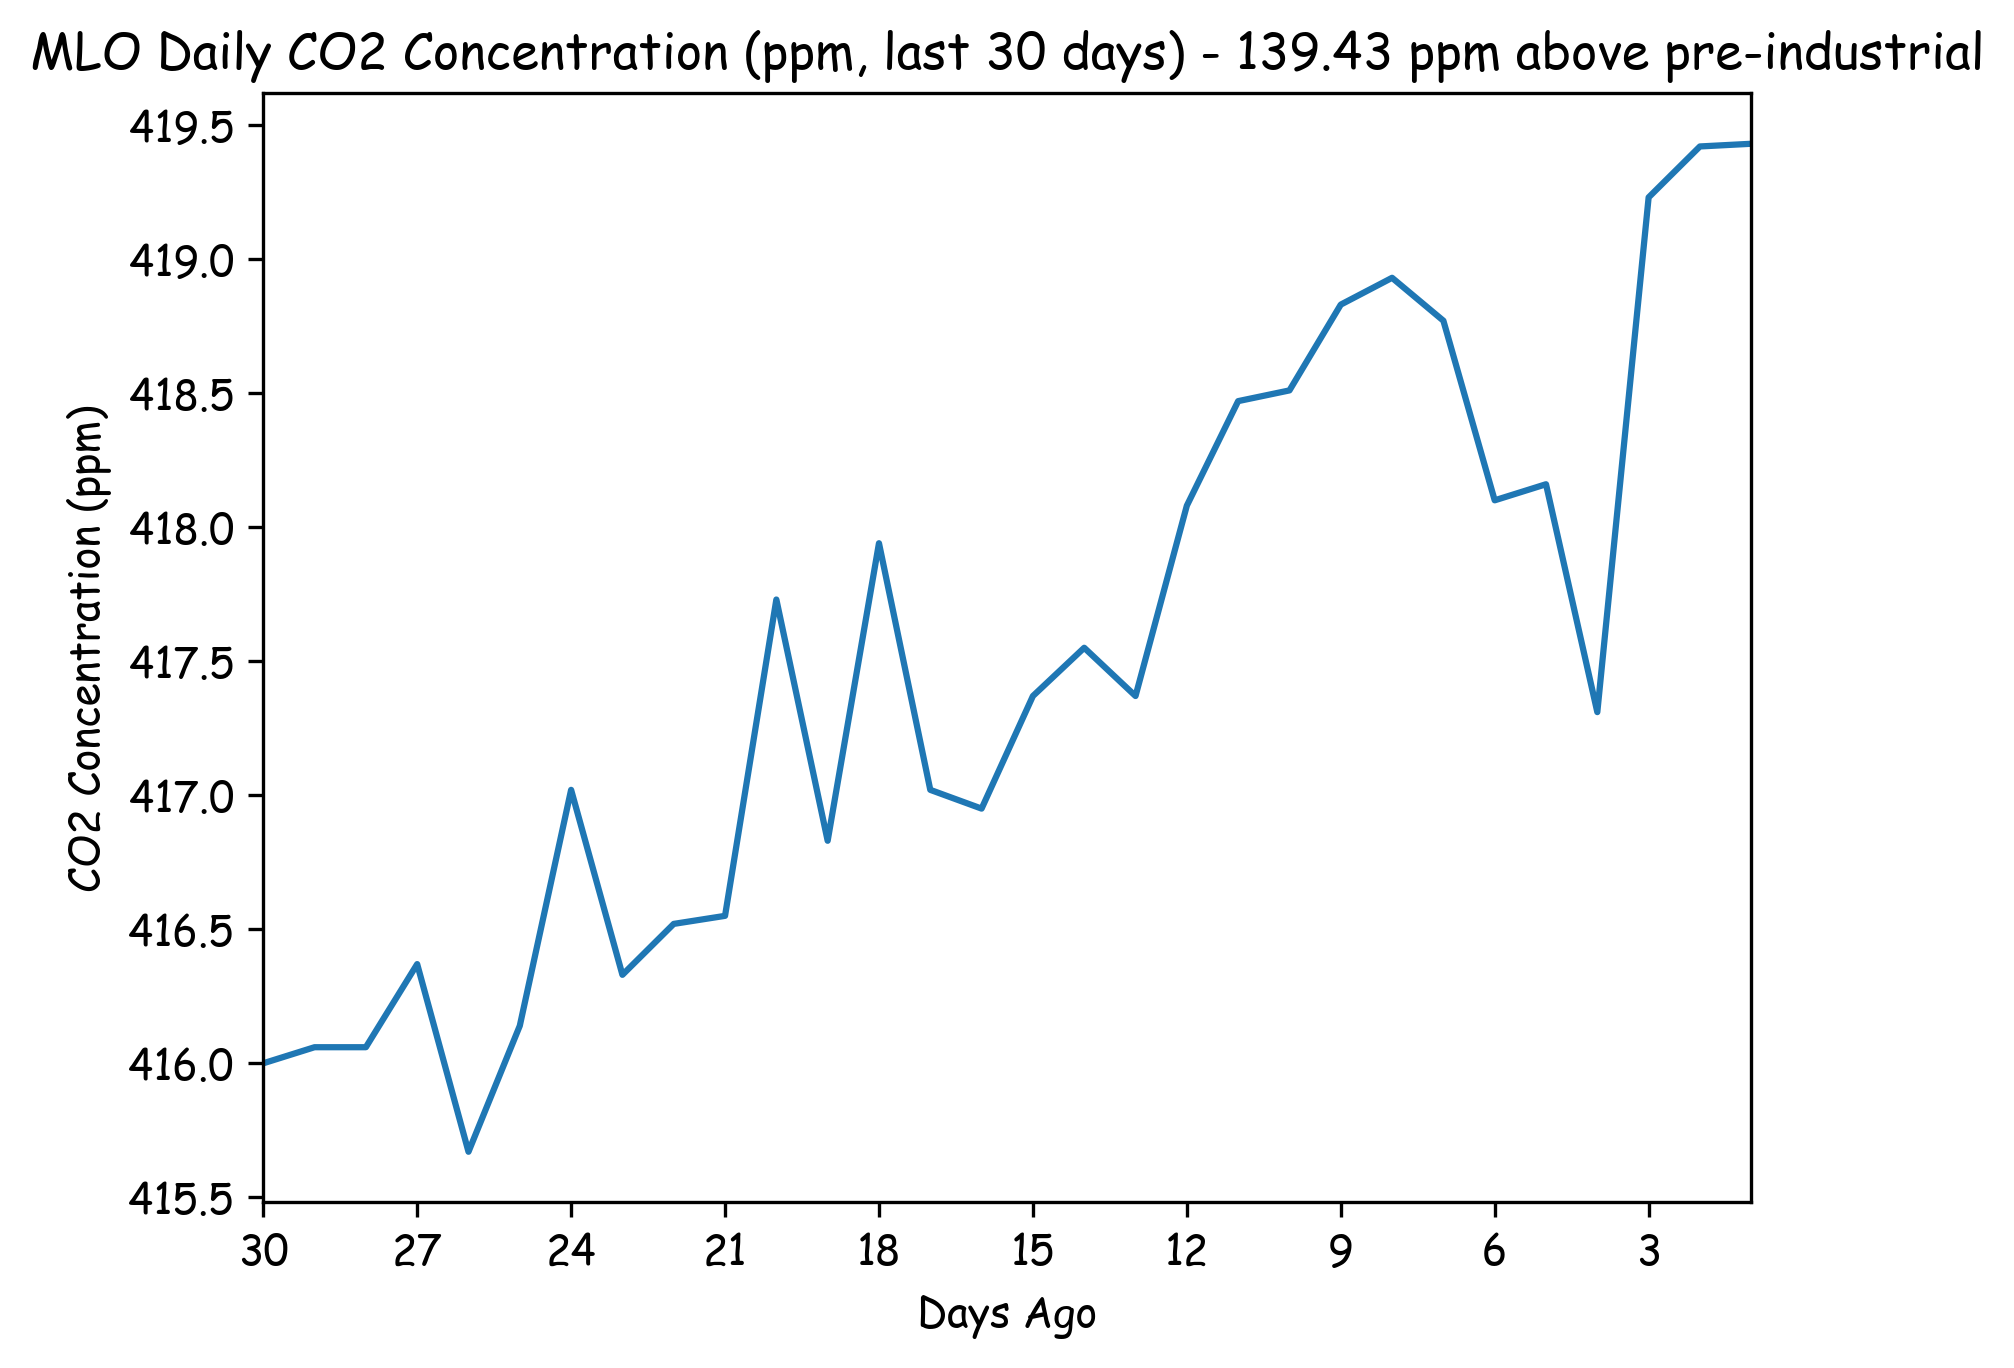 MLO Daily CO2 Concentration (ppm, last 30 days) - 139.43 ppm above pre-industrial
419.5
419.0
418.5
418.0
417.5
417.0
416.5
416.0
415.5
CO2 Concentration (ppm)
30 27 24 21 18 15 12 9 6 3
Days Ago